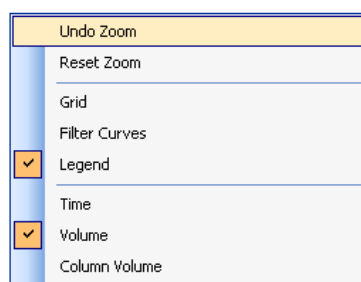 Undo Zoom
Reset Zoom
Grid
Filter Curves
Legend
Time
Volume
Column Volume